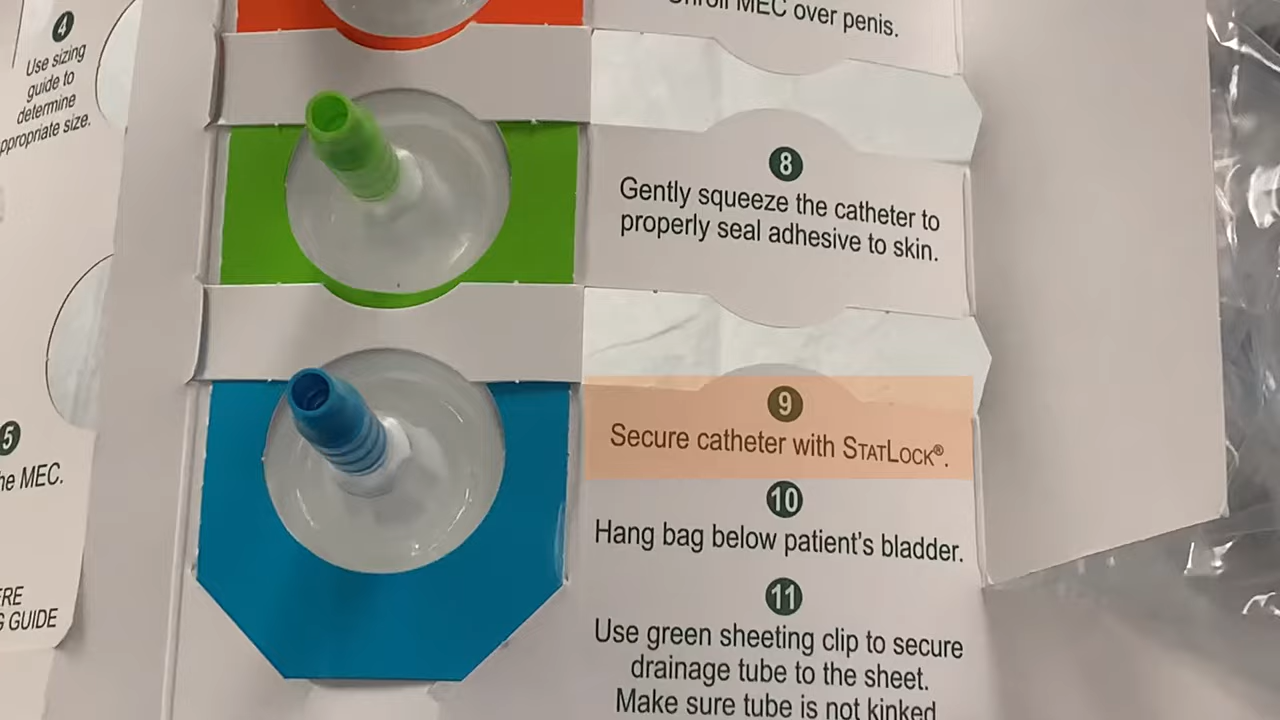 4
Use sizing
guide to
determine
appropriate size.
5
he MEC.
GUIDE
MEC over penis.
8
Gently squeeze the catheter to
properly seal adhesive to skin.
9
Secure catheter with STATLOCK®.
10
Hang bag below patient's bladder.
11
Use green sheeting clip to secure
drainage tube to the sheet.
Make sure tube is not kinked